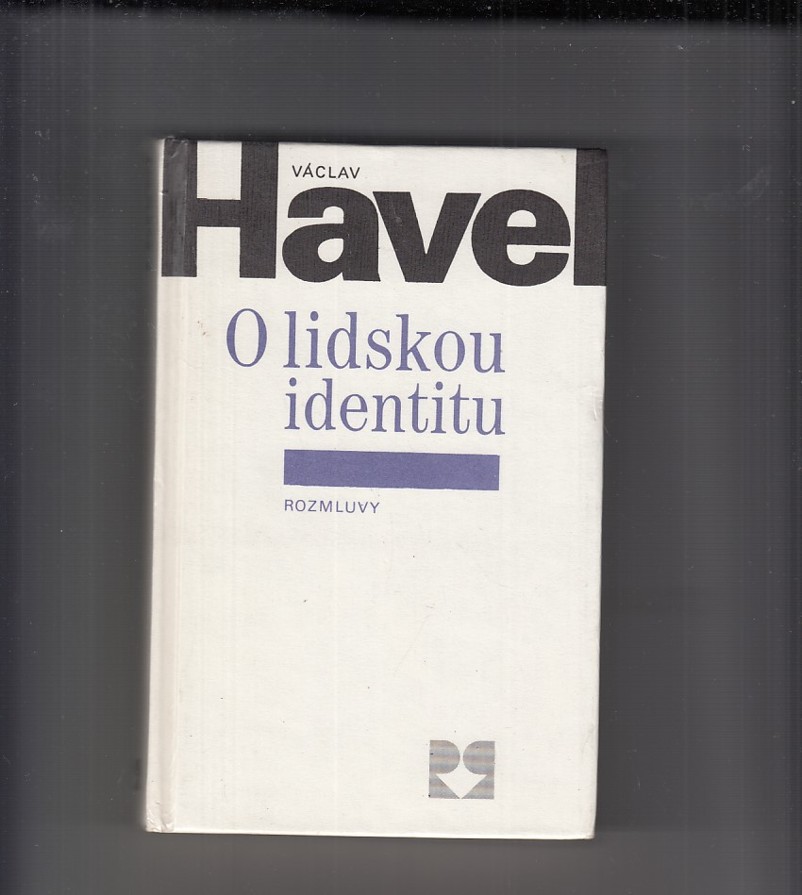 VÁCLAV
Havel
O lidskou
identitu
ROZMLUVY